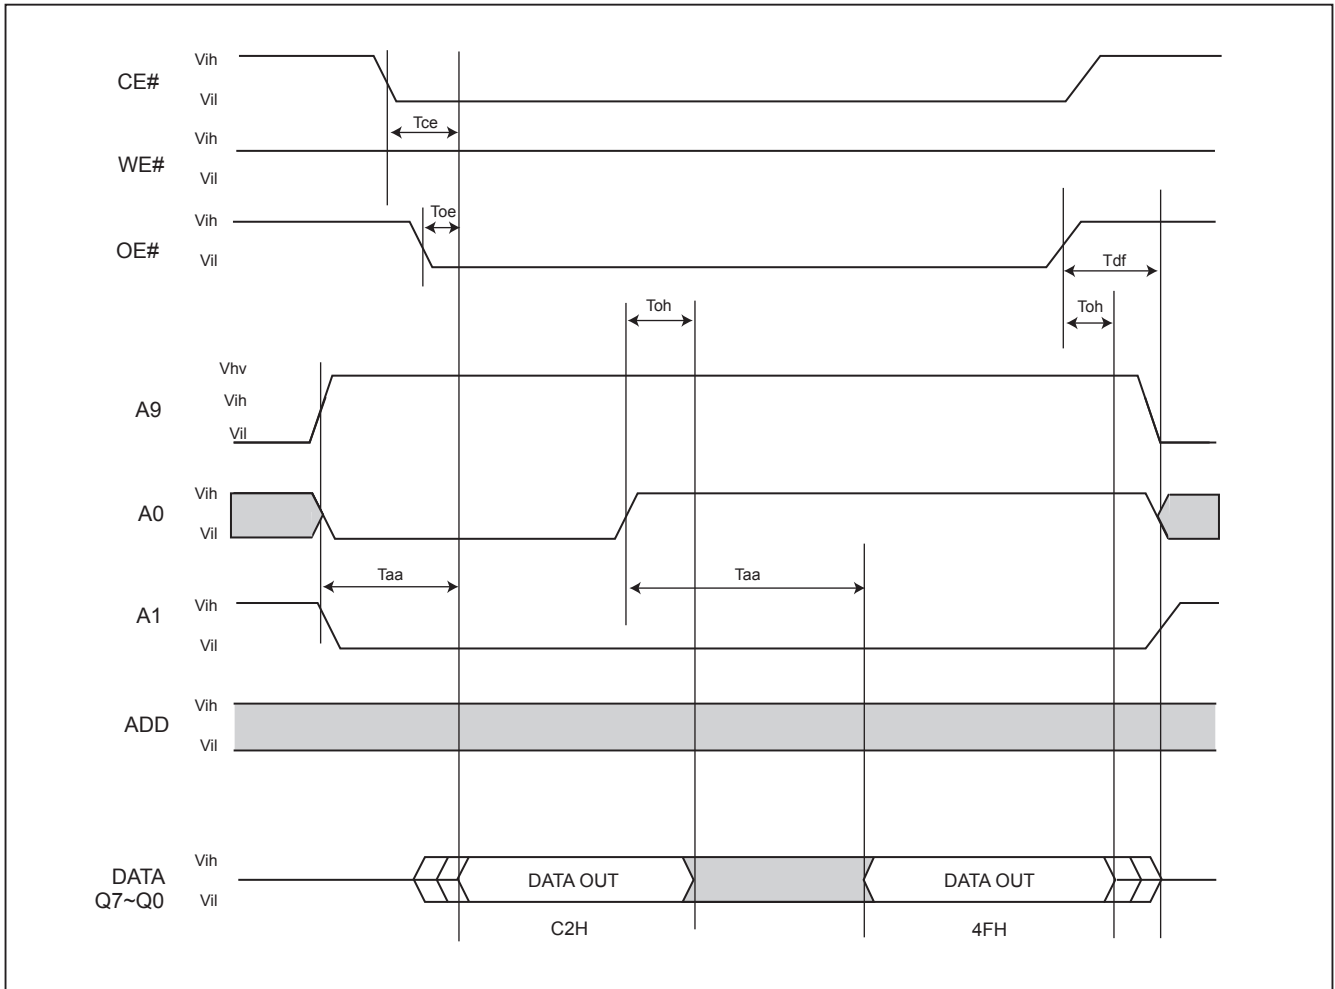 Vih
CE#
Vil
Tce
Vih
WE#
Vil
Vih
Toe
OE#
Vil
Tdf
Toh
Toh
Vhv
Vih
A9
Vil
Vih
A0
Vil
Taa
Taa
Vih
A1
Vil
Vih
ADD
Vil
Vih
DATA
Q7~Q0
Vil
DATA OUT
DATA OUT
C2H
4FH